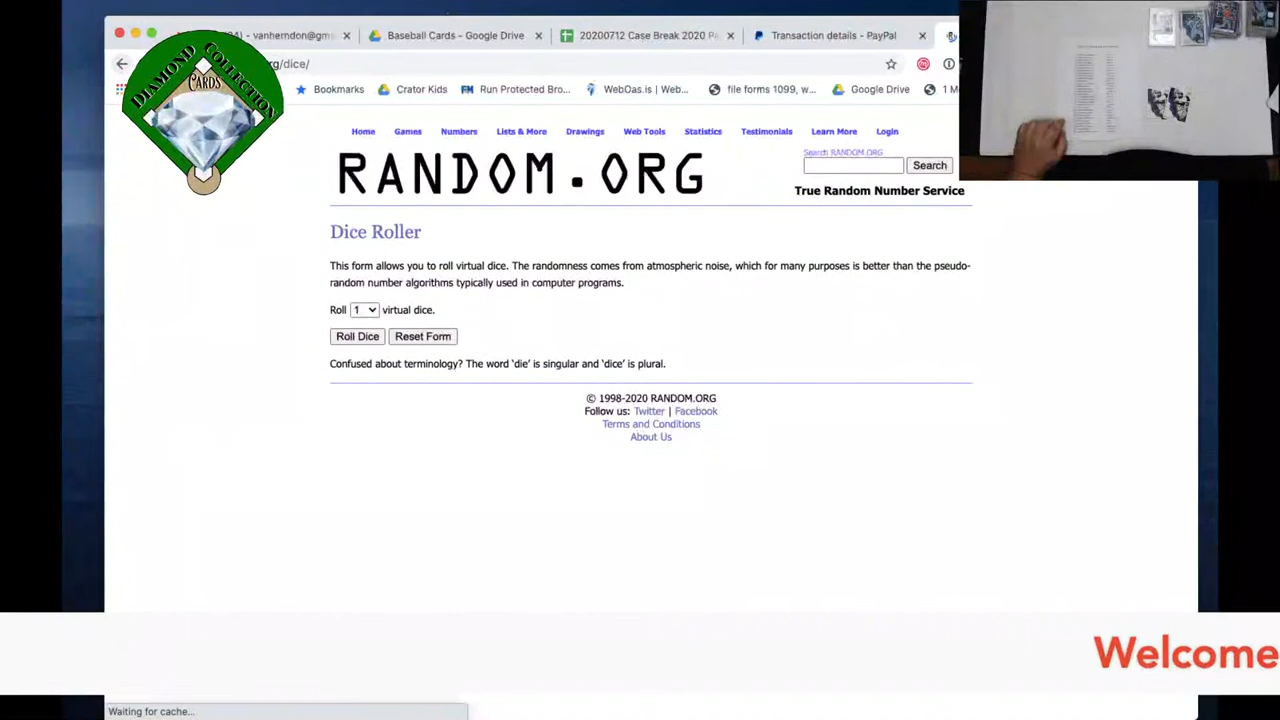 4) - vanherndon@gm
Baseball Cards - Google Drive
20200712 Case Break 2020 Pa
Transaction details - PayPal
/dice/
Bookmarks
Creator Kids
Run Protected Bro...
WebOas.is | Web...
file forms 1099, w...
Google Drive
DIAMOND
COLLECTION
CARDS
Home
Games
Numbers
Lists & More
Drawings
Web Tools
Statistics
Testimonials
Learn More
Login
RANDOM.ORG
Search RANDOM.ORG
Search
True Random Number Service
Dice Roller
This form allows you to roll virtual dice. The randomness comes from atmospheric noise, which for many purposes is better than the pseudo-
random number algorithms typically used in computer programs.
Roll 1 virtual dice.
Roll Dice
Reset Form
Confused about terminology? The word ‘die’ is singular and ‘dice’ is plural.
© 1998-2020 RANDOM.ORG
Follow us: Twitter | Facebook
Terms and Conditions
About Us
Welcome
Waiting for cache...